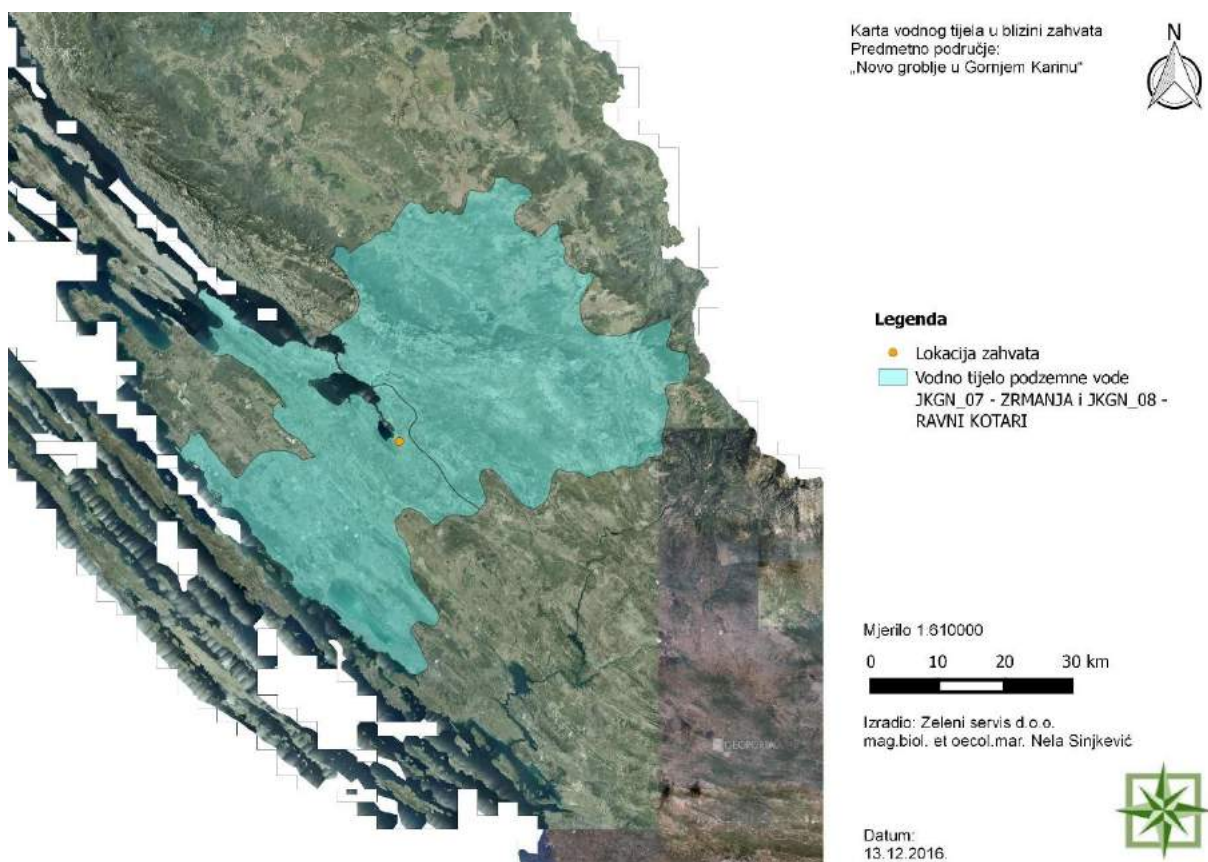 Karta vodnog tijela u blizini zahvata
Predmetno područje:
„Novo groblje u Gornjem Karinu"
N
Legenda
Lokacija zahvata
Vodno tijelo podzemne vode
JKGN_07 - ZRMANJA i JKGN_08 -
RAVNI KOTARI
Mjerilo 1:610000
0 10 20 30 km
Izradio: Zeleni servis d.o.o.
mag.biol. et oecol.mar. Nela Sinjkević
Datum:
13.12.2016.